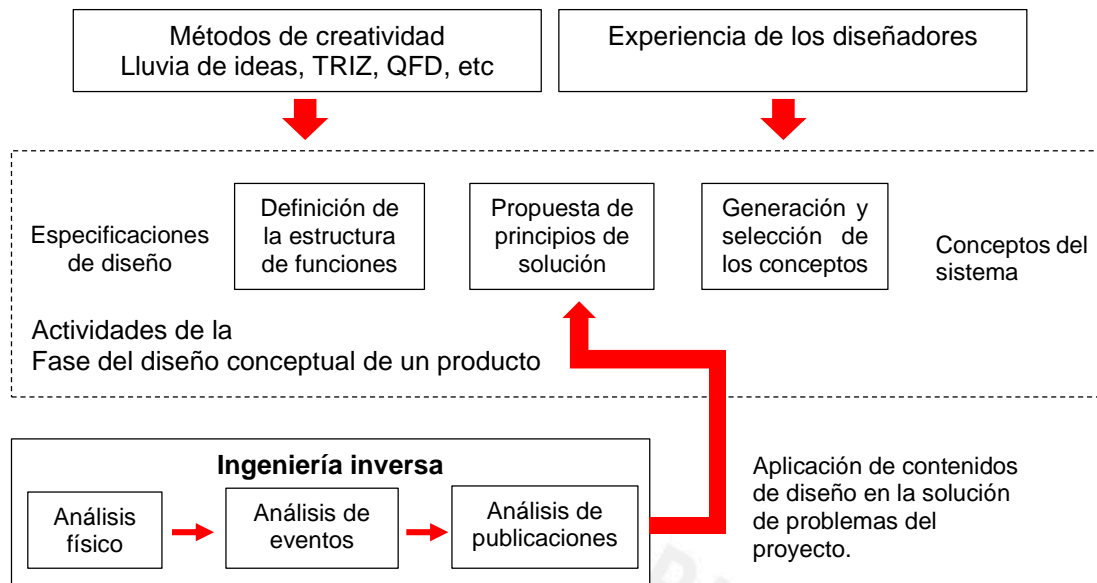 Métodos de creatividad
Lluvia de ideas, TRIZ, QFD, etc
Experiencia de los diseñadores
Especificaciones
de diseño
Definición de
la estructura
de funciones
Propuesta de
principios de
solución
Generación y
selección de
los conceptos
Conceptos del
sistema
Actividades de la
Fase del diseño conceptual de un producto
Ingeniería inversa
Análisis
físico
Análisis de
eventos
Análisis de
publicaciones
Aplicación de contenidos
de diseño en la solución
de problemas del
proyecto.